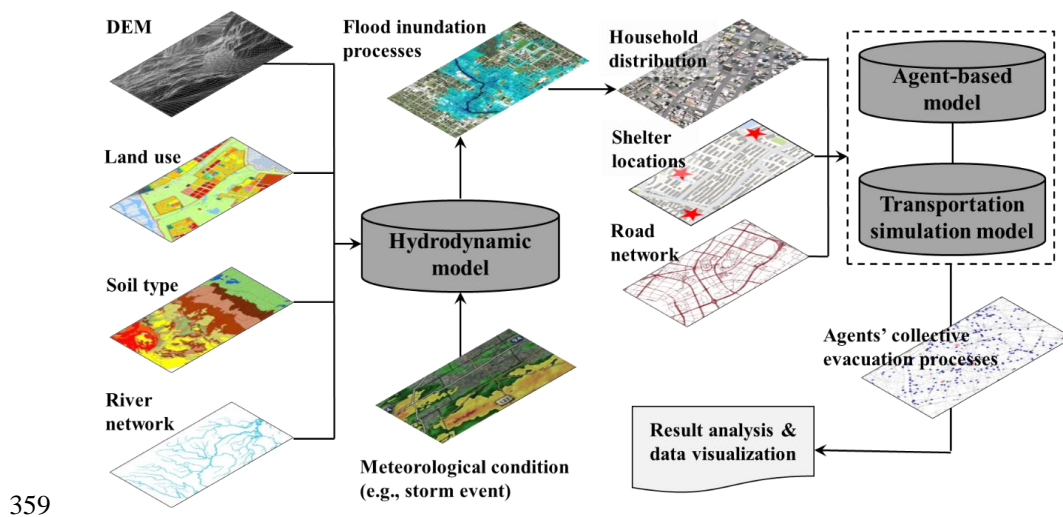 DEM
Land use
Soil type
River
network
Flood inundation
processes
Hydrodynamic
model
Meteorological condition
(e.g., storm event)
Household
distribution
Shelter
locations
Road
network
Agent-based
model
Transportation
simulation model
Agents’ collective
evacuation processes
Result analysis &
data visualization
359